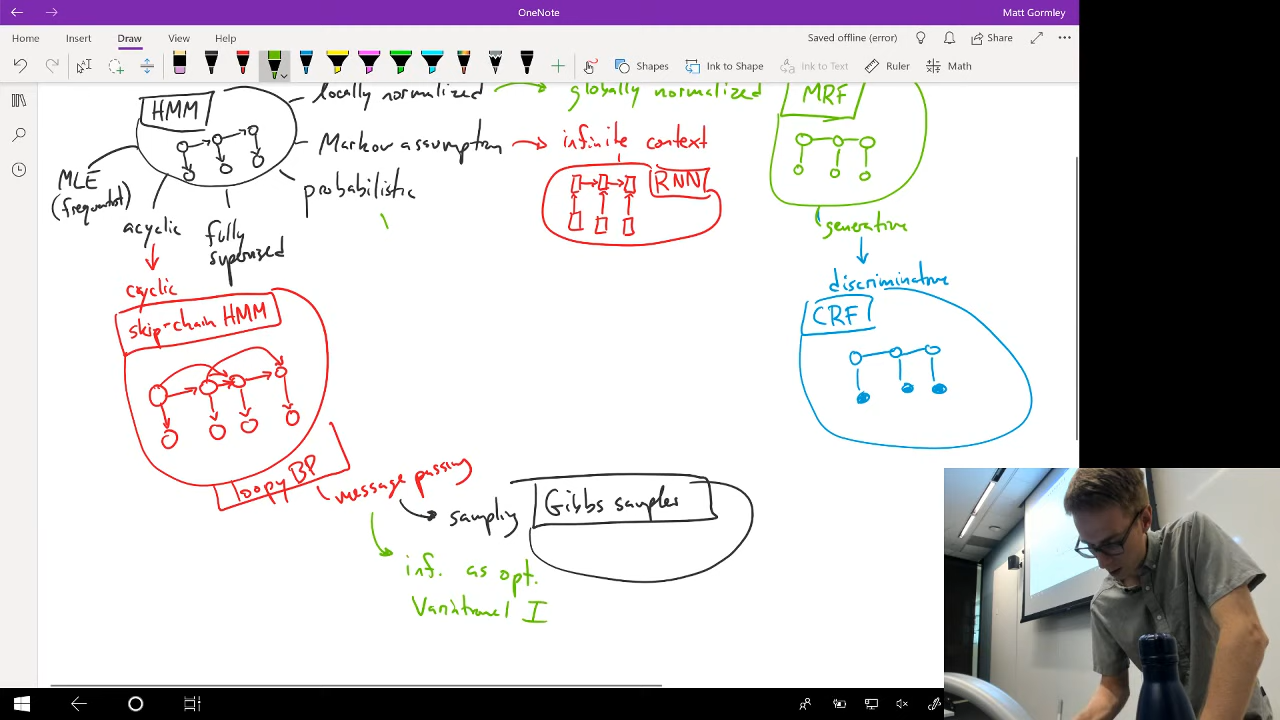 OneNote
Matt Gormley
Home
Insert
Draw
View
Help
Saved offline (error)
Share
Shapes
Ink to Shape
Ink to Text
Ruler
Math
HMM
locally normalized
globally normalized
MRF
Markov assumption
infinite context
probabilistic
RNN
MLE
(frequentist)
acyclic
fully
supervised
generative
cyclic
discriminative
skip-chain HMM
CRF
loopy BP
message passing
sampling
Gibbs sampler
inf. as opt.
Variational I